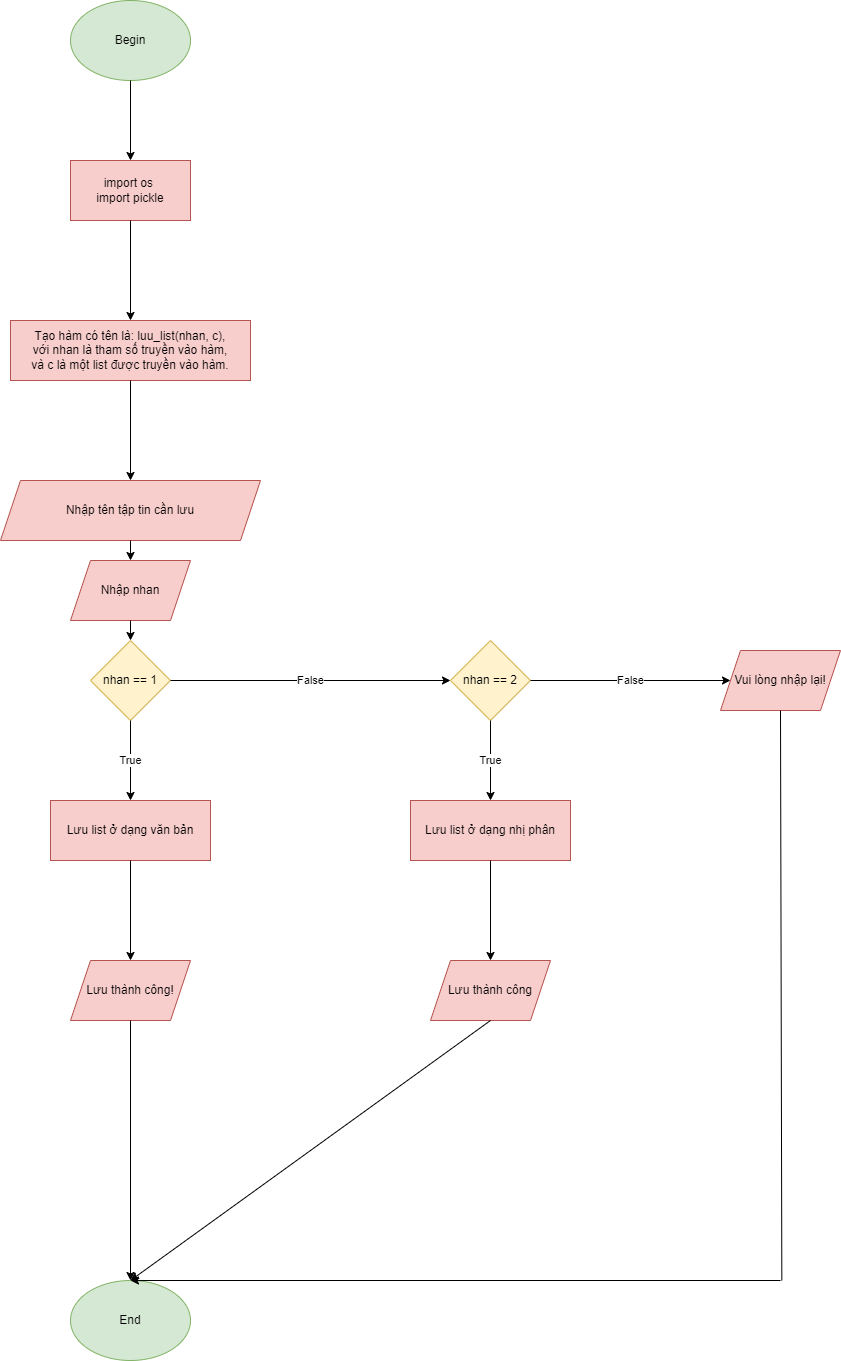 Begin
import os
import pickle
Tạo hàm có tên là: luu_list(nhan, c),
với nhan là tham số truyền vào hàm,
và c là một list được truyền vào hàm.
Nhập tên tập tin cần lưu
Nhập nhan
nhan == 1
False
nhan == 2
False
Vui lòng nhập lại!
True
True
Lưu list ở dạng văn bản
Lưu list ở dạng nhị phân
Lưu thành công!
Lưu thành công
End